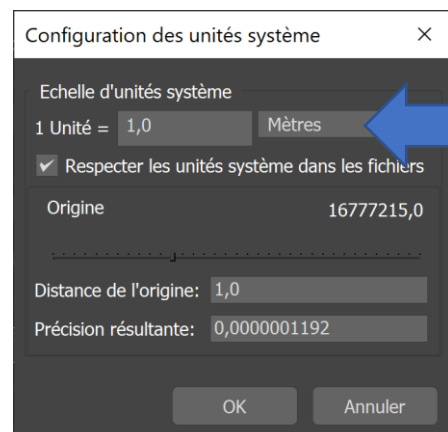 Configuration des unités système
Echelle d'unités système
1 Unité = 1,0 Mètres
Respecter les unités système dans les fichiers
Origine 16777215,0
Distance de l'origine: 1,0
Précision résultante: 0,0000001192
OK Annuler